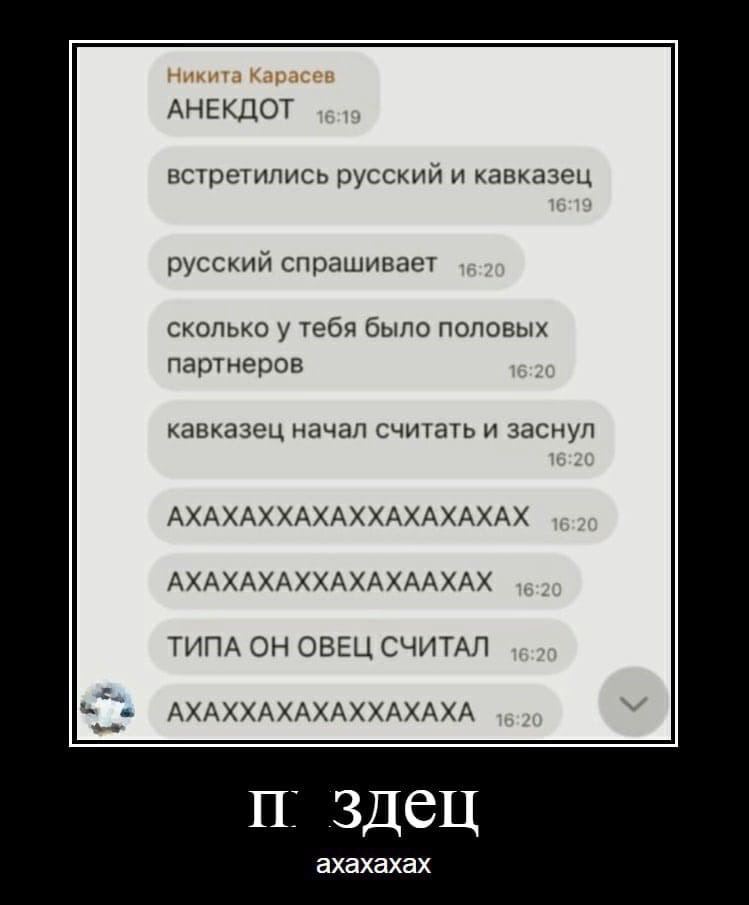 Никита Карасев
АНЕКДОТ 16:19
встретились русский и кавказец
16:19
русский спрашивает 16:20
сколько у тебя было половых
партнеров 16:20
кавказец начал считать и заснул
16:20
АХАХАХХАХАХХАХАХАХАХ 16:20
АХАХАХАХХАХАХААХАХ 16:20
ТИПА ОН ОВЕЦ СЧИТАЛ 16:20
АХАХХАХАХАХХАХАХА 16:20
п здец
ахахахах